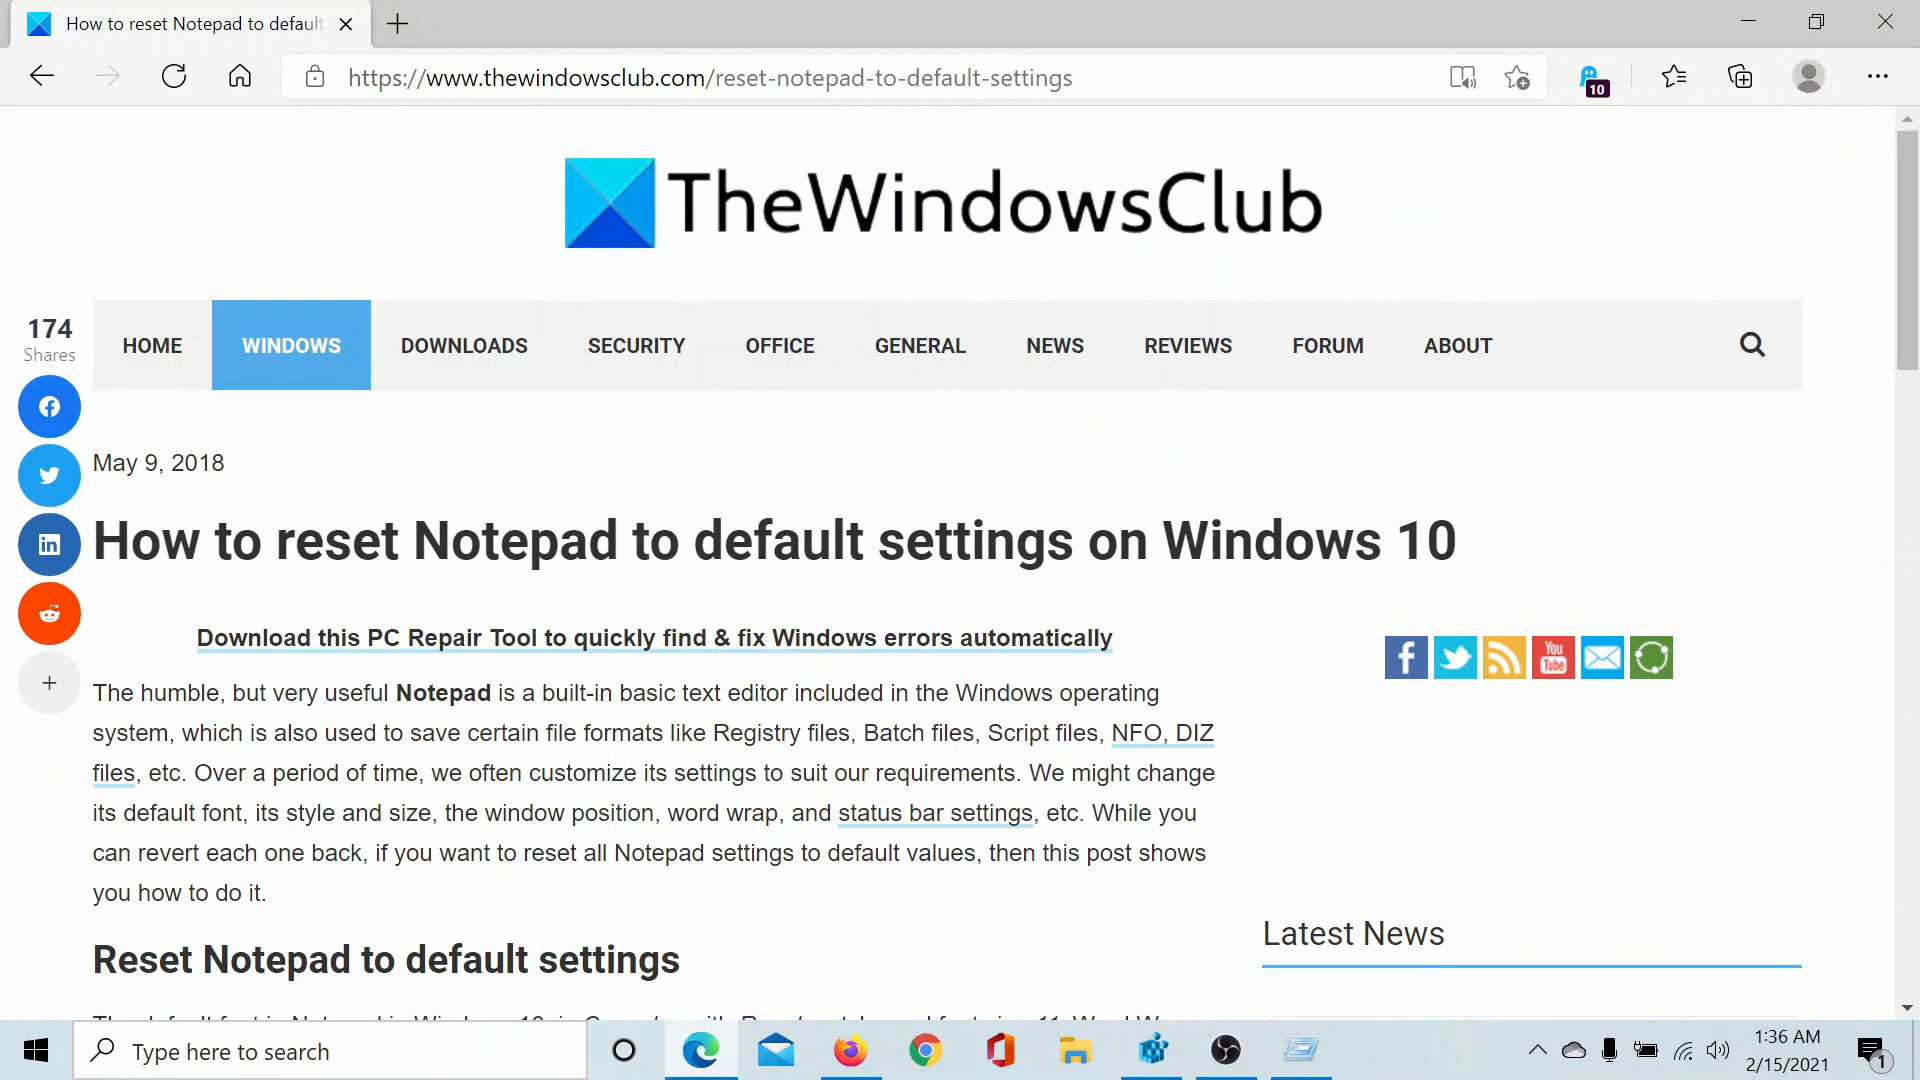 How to reset Notepad to default
https://www.thewindowsclub.com/reset-notepad-to-default-settings
10
TheWindowsClub
HOME WINDOWS DOWNLOADS SECURITY OFFICE GENERAL NEWS REVIEWS FORUM ABOUT
174
Shares
May 9, 2018
How to reset Notepad to default settings on Windows 10
Download this PC Repair Tool to quickly find & fix Windows errors automatically
You
Tube
The humble, but very useful Notepad is a built-in basic text editor included in the Windows operating
system, which is also used to save certain file formats like Registry files, Batch files, Script files, NFO, DIZ
files, etc. Over a period of time, we often customize its settings to suit our requirements. We might change
its default font, its style and size, the window position, word wrap, and status bar settings, etc. While you
can revert each one back, if you want to reset all Notepad settings to default values, then this post shows
you how to do it.
Latest News
Reset Notepad to default settings
Type here to search
1:36 AM
2/15/2021
1